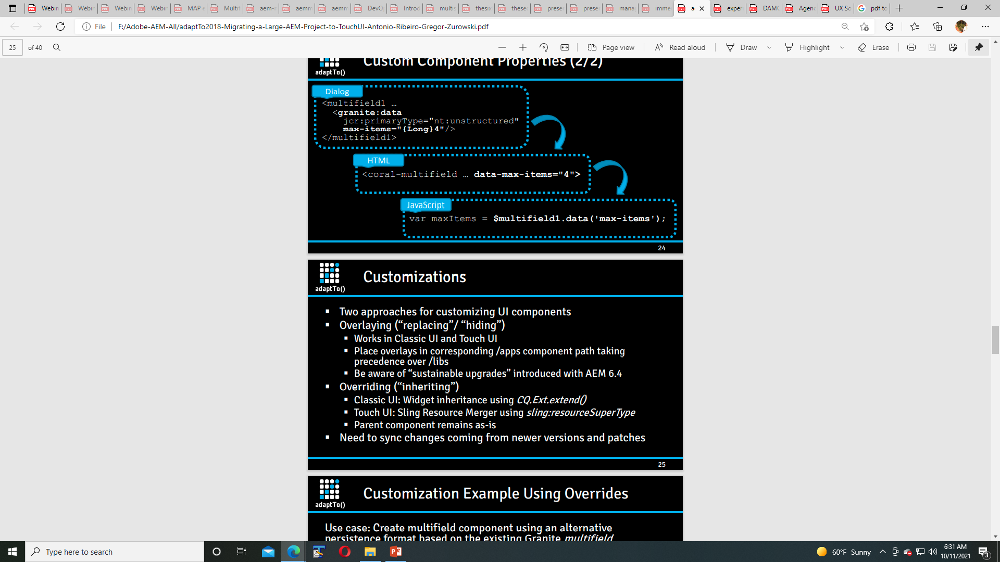 Webin
Webin
Webin
Webin
MAP e
Multif
aem-r
aemm
aemm
DevO
Introd
multis
thesix
thesec
prese
prese
mana
imme
a
exper
DAMC
Agenc
UX So
pdf to
File
F:/Adobe-AEM-All/adaptTo2018-Migrating-a-Large-AEM-Project-to-TouchUI-Antonio-Ribeiro-Gregor-Zurowski.pdf
25 of 40
Page view
Read aloud
Draw
Highlight
Erase
adaptTo()
Custom Component Properties (2/2)
Dialog
<multifield1 …
<granite:data
jcr:primaryType="nt:unstructured"
max-items="{Long}4"/>
</multifield1>
HTML
<coral-multifield … data-max-items="4">
JavaScript
var maxItems = $multifield1.data('max-items');
24
adaptTo()
Customizations
▪ Two approaches for customizing UI components
▪ Overlaying (“replacing”/ “hiding”)
▪ Works in Classic UI and Touch UI
▪ Place overlays in corresponding /apps component path taking
precedence over /libs
▪ Be aware of “sustainable upgrades” introduced with AEM 6.4
▪ Overriding (“inheriting”)
▪ Classic UI: Widget inheritance using CQ.Ext.extend()
▪ Touch UI: Sling Resource Merger using sling:resourceSuperType
▪ Parent component remains as-is
▪ Need to sync changes coming from newer versions and patches
25
adaptTo()
Customization Example Using Overrides
Use case: Create multifield component using an alternative
persistence format based on the existing Granite multifield
Type here to search
60°F Sunny
6:31 AM
10/11/2021
3